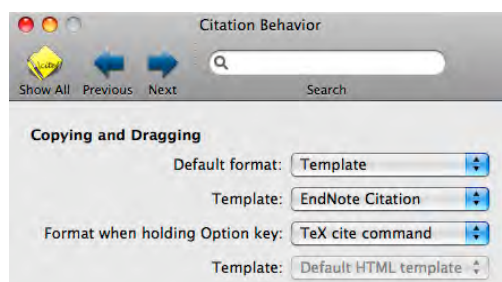 Citation Behavior
Show All Previous Next Search
Copying and Dragging
Default format: Template
Template: EndNote Citation
Format when holding Option key: TeX cite command
Template: Default HTML template